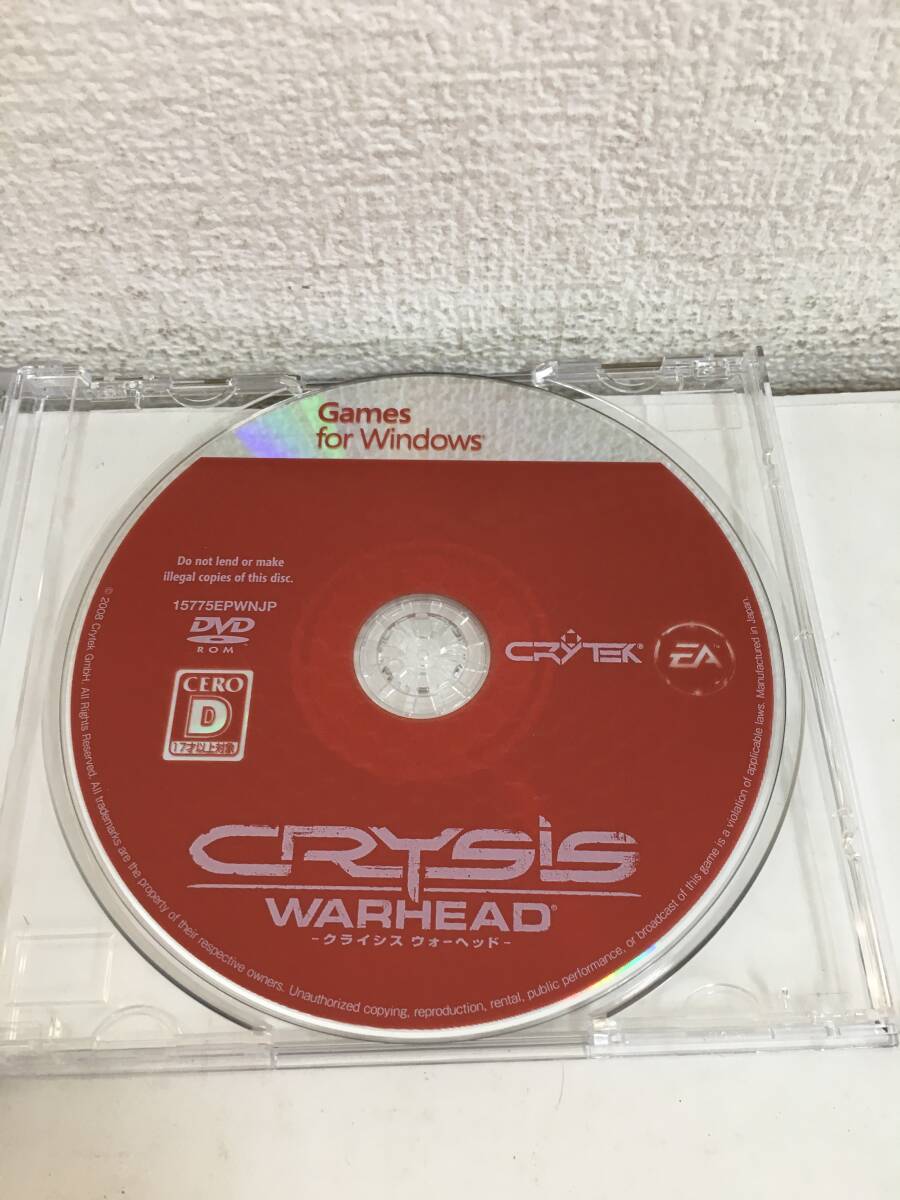 Games
for Windows
Do not lend or make
illegal copies of this disc.
15775EPWNJP
DVD
ROM
CERO
D
17才以上対象
CRYTEK®
EA™
CRYSIS
WARHEAD®
-クライシス ウォーヘッド-
© 2008 Crytek GmbH. All Rights Reserved. All trademarks are the property of their respective owners. Unauthorized copying, reproduction, rental, public performance, or broadcast of this game is a violation of applicable laws. Manufactured in Japan.